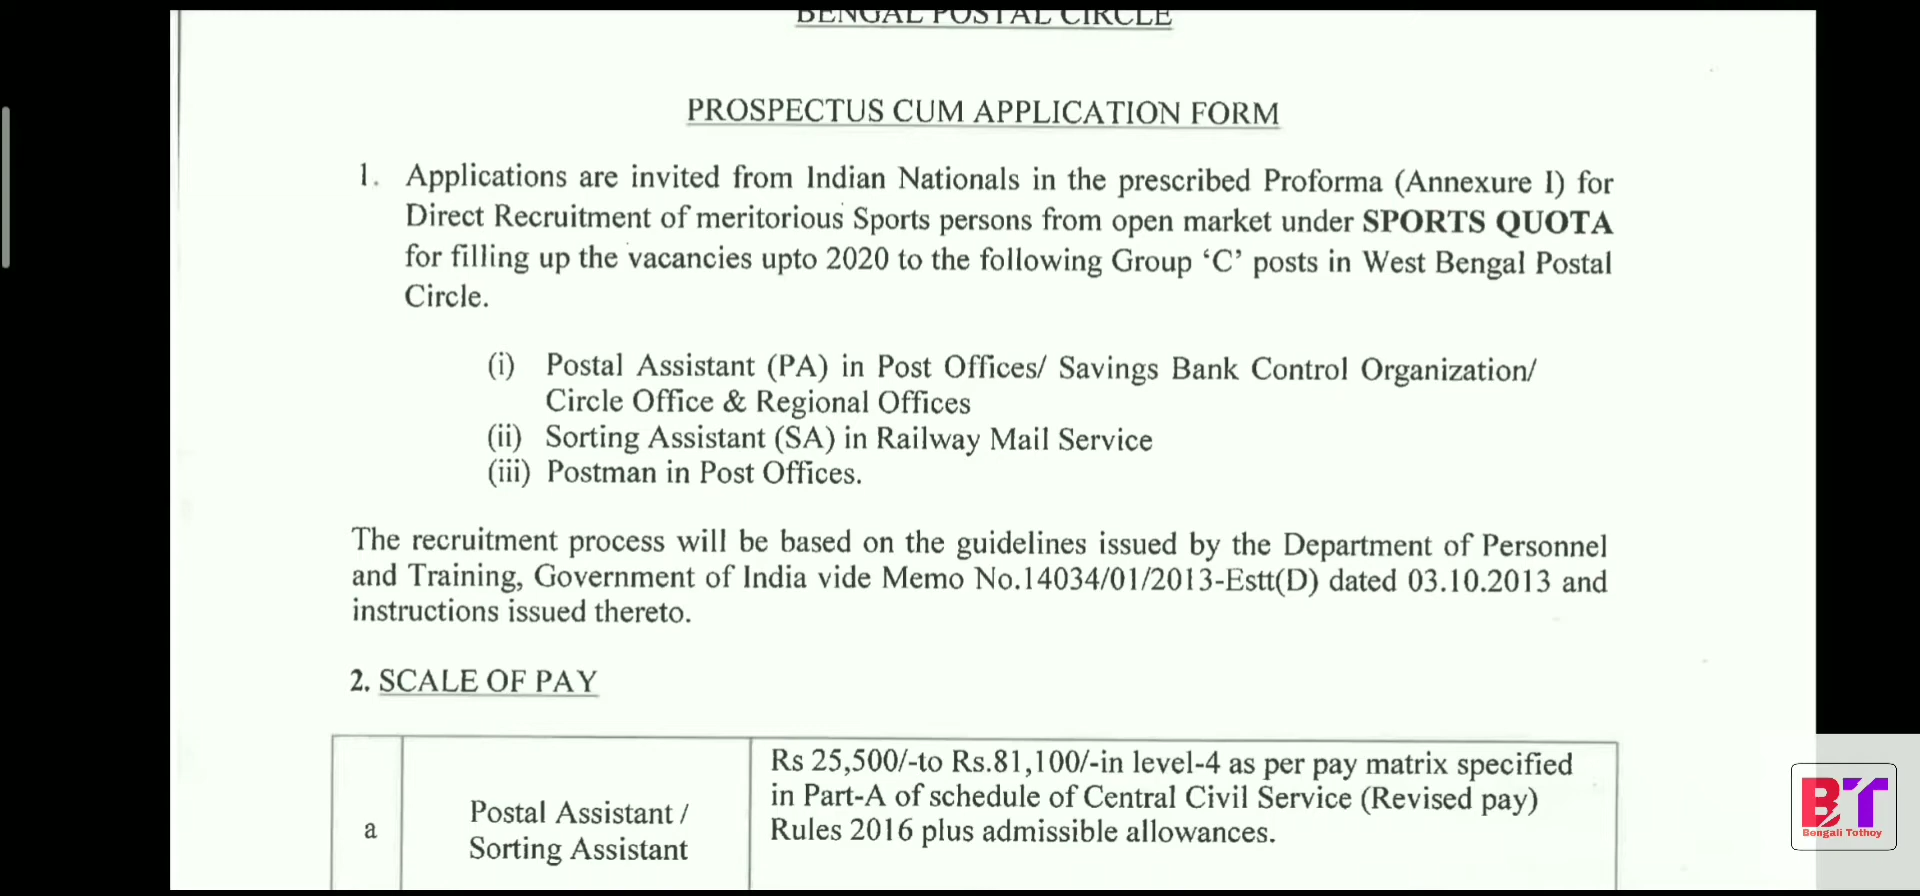 BENGAL POSTAL CIRCLE
PROSPECTUS CUM APPLICATION FORM
1. Applications are invited from Indian Nationals in the prescribed Proforma (Annexure I) for
Direct Recruitment of meritorious Sports persons from open market under SPORTS QUOTA
for filling up the vacancies upto 2020 to the following Group ‘C’ posts in West Bengal Postal
Circle.
(i) Postal Assistant (PA) in Post Offices/ Savings Bank Control Organization/
Circle Office & Regional Offices
(ii) Sorting Assistant (SA) in Railway Mail Service
(iii) Postman in Post Offices.
The recruitment process will be based on the guidelines issued by the Department of Personnel
and Training, Government of India vide Memo No.14034/01/2013-Estt(D) dated 03.10.2013 and
instructions issued thereto.
2. SCALE OF PAY
a
Postal Assistant /
Sorting Assistant
Rs 25,500/-to Rs.81,100/-in level-4 as per pay matrix specified
in Part-A of schedule of Central Civil Service (Revised pay)
Rules 2016 plus admissible allowances.
BT
Bengali Tothoy